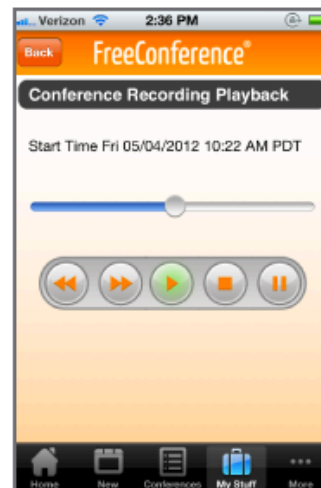 Verizon 2:36 PM
Back FreeConference®
Conference Recording Playback
Start Time Fri 05/04/2012 10:22 AM PDT
Home New Conferences My Stuff More